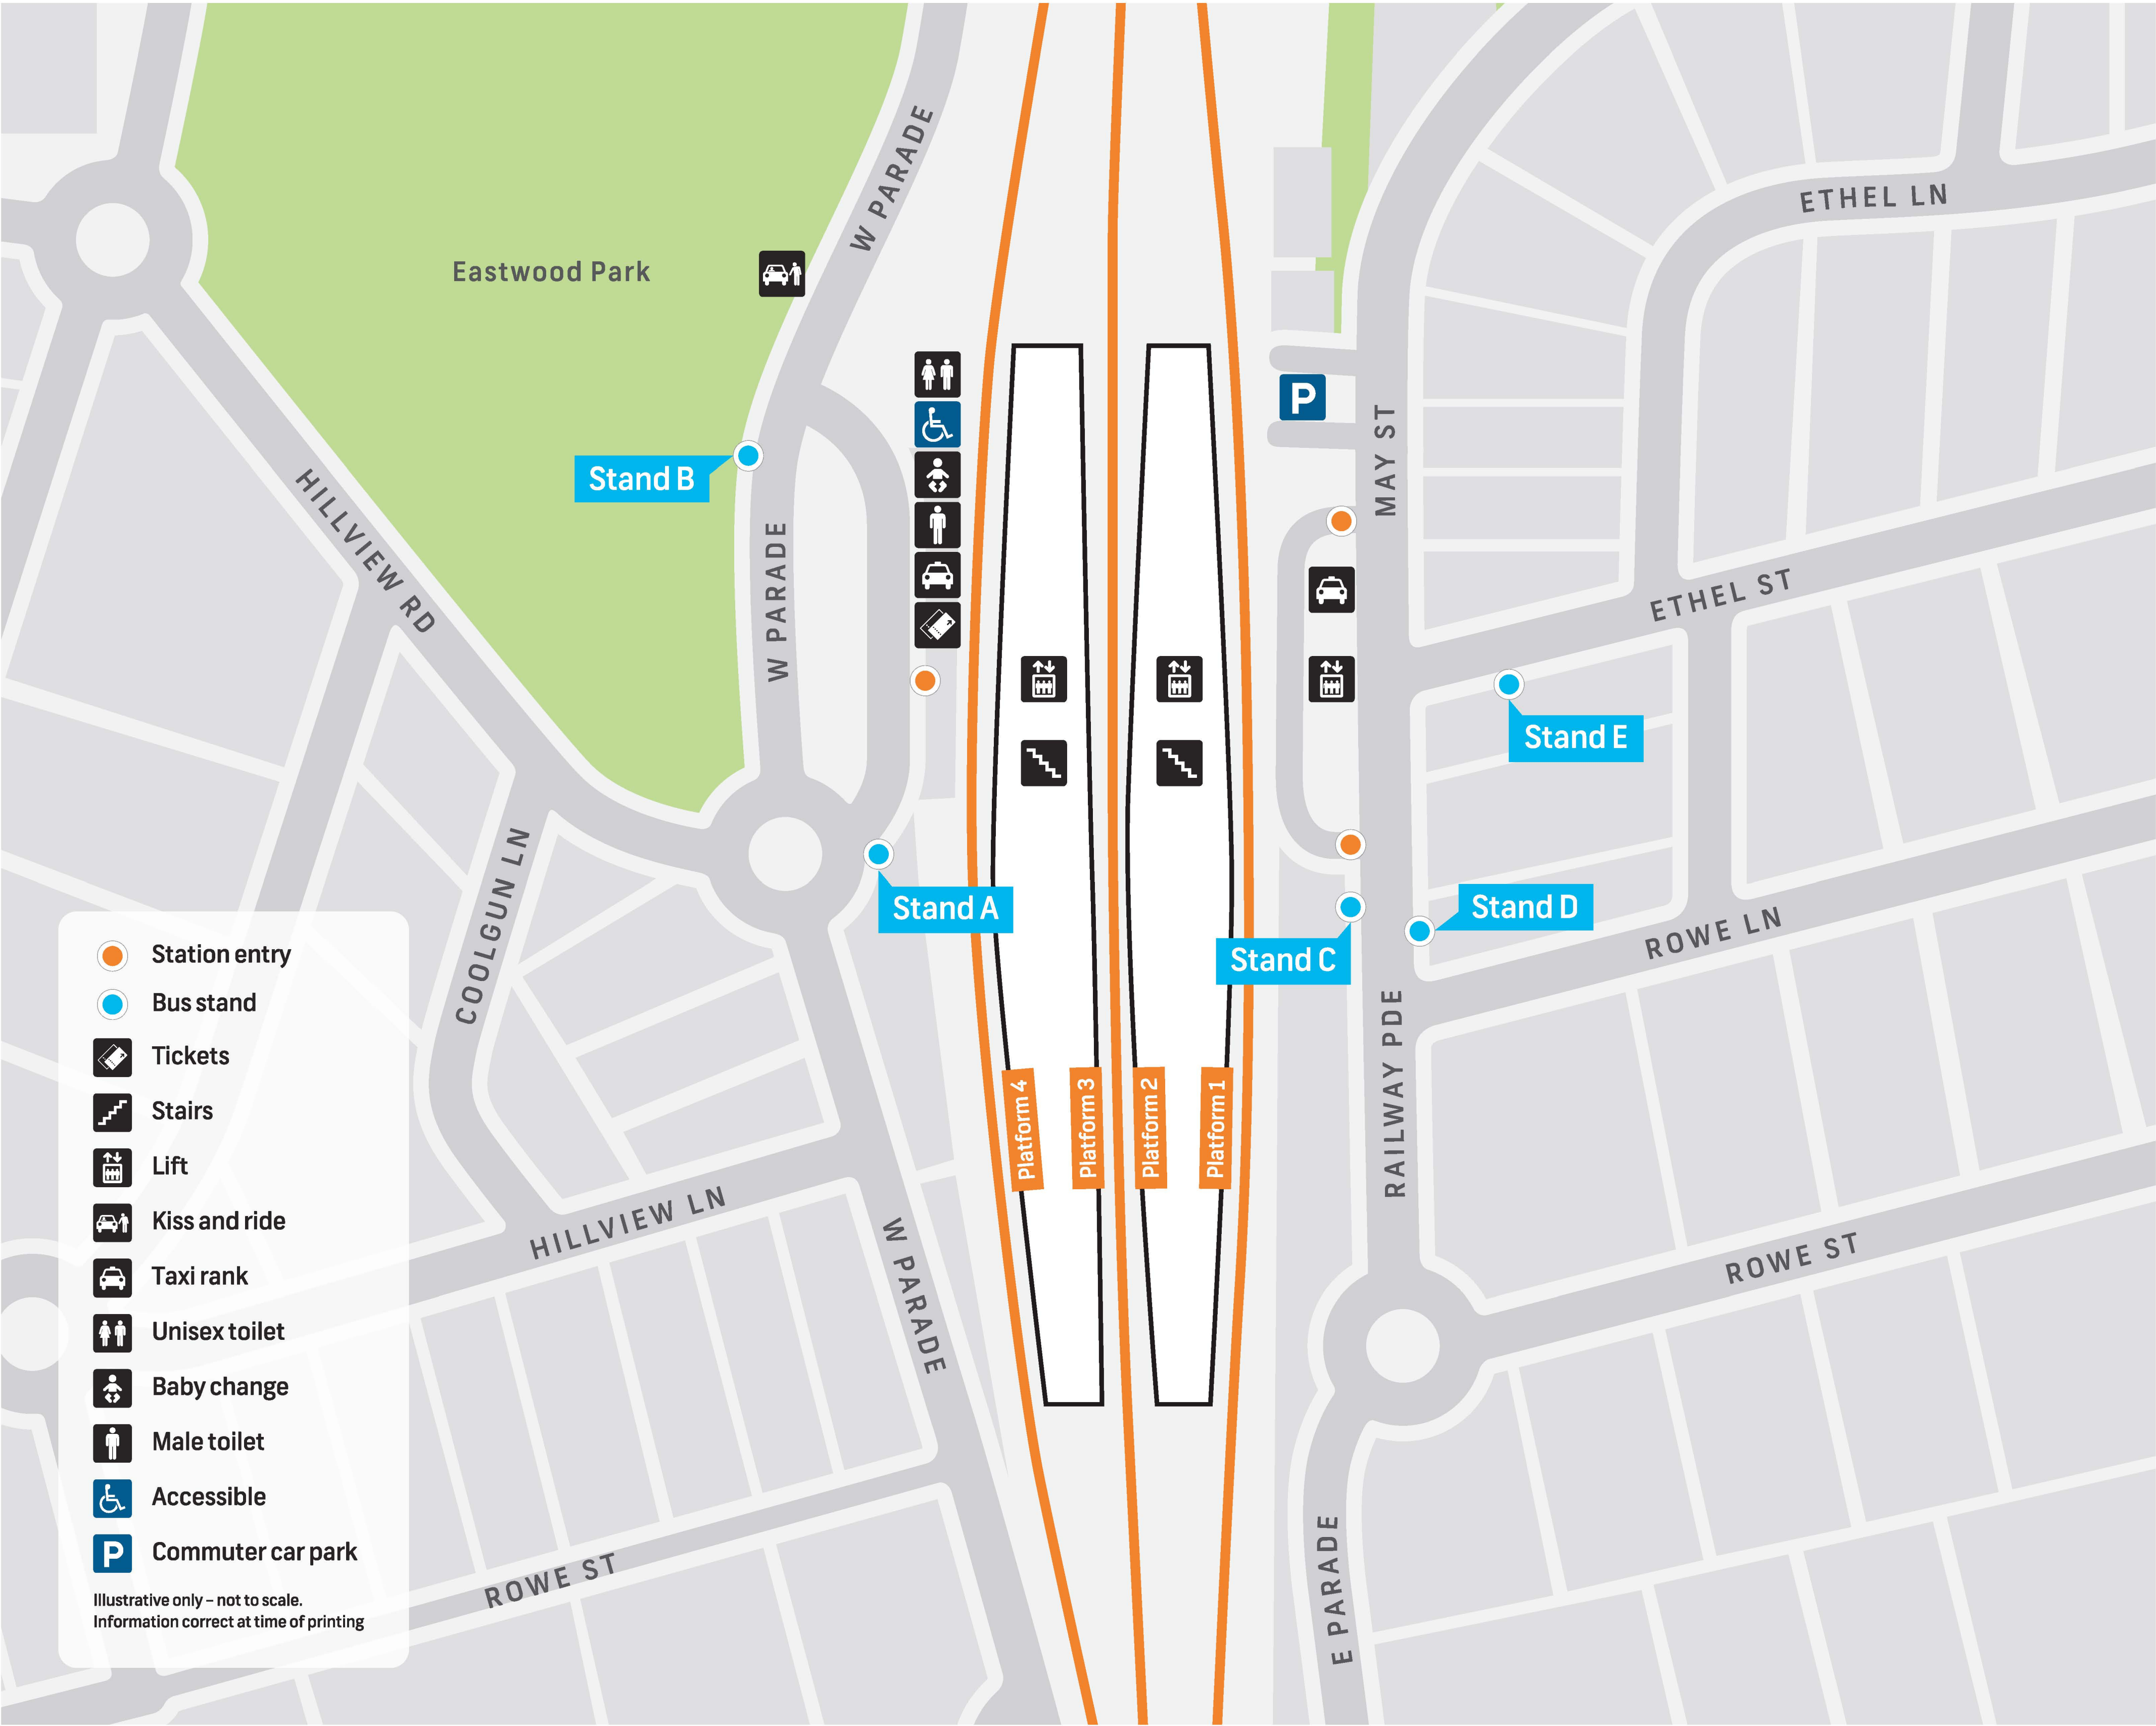 W PARADE
ETHEL LN
Eastwood Park
P
MAY ST
Stand B
HILLVIEW RD
W PARADE
ETHEL ST
Stand E
COOLGUN LN
Stand A
Stand D
Stand C
ROWE LN
RAILWAY PDE
Platform 4
Platform 3
Platform 2
Platform 1
HILLVIEW LN
W PARADE
ROWE ST
E PARADE
ROWE ST
Station entry
Bus stand
Tickets
Stairs
Lift
Kiss and ride
Taxi rank
Unisex toilet
Baby change
Male toilet
Accessible
P Commuter car park
Illustrative only – not to scale.
Information correct at time of printing